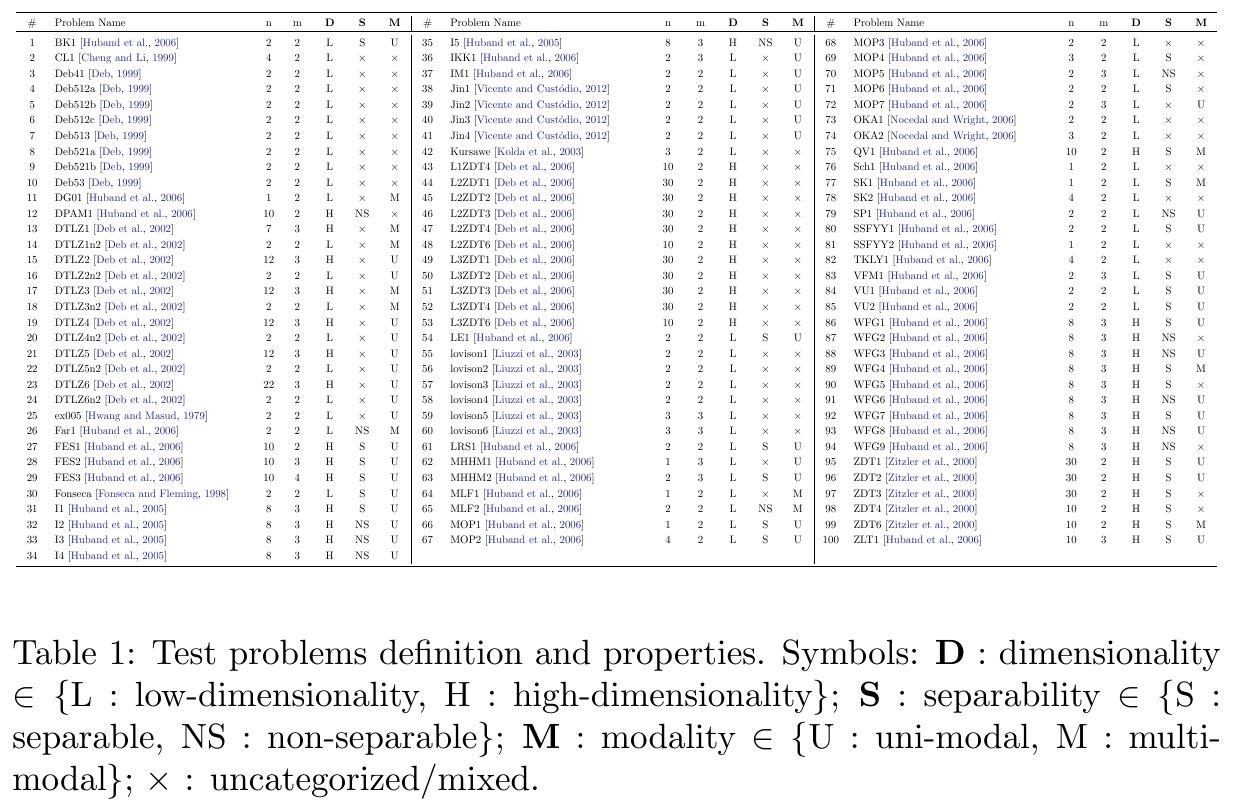 # Problem Name n m D S M # Problem Name n m D S M # Problem Name n m D S M
1 BK1 [Huband et al., 2006] 2 2 L S U 35 I5 [Huband et al., 2005] 8 3 H NS U 68 MOP3 [Huband et al., 2006] 2 2 L × ×
2 CL1 [Cheng and Li, 1999] 4 2 L × × 36 IKK1 [Huband et al., 2006] 2 3 L × U 69 MOP4 [Huband et al., 2006] 3 2 L S ×
3 Deb41 [Deb, 1999] 2 2 L × × 37 IM1 [Huband et al., 2006] 2 2 L × U 70 MOP5 [Huband et al., 2006] 2 3 L NS ×
4 Deb512a [Deb, 1999] 2 2 L × × 38 Jin1 [Vicente and Custódio, 2012] 2 2 L × U 71 MOP6 [Huband et al., 2006] 2 2 L S ×
5 Deb512b [Deb, 1999] 2 2 L × × 39 Jin2 [Vicente and Custódio, 2012] 2 2 L × U 72 MOP7 [Huband et al., 2006] 2 3 L × U
6 Deb512c [Deb, 1999] 2 2 L × × 40 Jin3 [Vicente and Custódio, 2012] 2 2 L × U 73 OKA1 [Nocedal and Wright, 2006] 2 2 L × ×
7 Deb513 [Deb, 1999] 2 2 L × × 41 Jin4 [Vicente and Custódio, 2012] 2 2 L × U 74 OKA2 [Nocedal and Wright, 2006] 3 2 L × ×
8 Deb521a [Deb, 1999] 2 2 L × × 42 Kursawe [Kolda et al., 2003] 3 2 L × × 75 QV1 [Huband et al., 2006] 10 2 H S M
9 Deb521b [Deb, 1999] 2 2 L × × 43 L1ZDT4 [Deb et al., 2006] 10 2 H × × 76 Sch1 [Huband et al., 2006] 1 2 L × ×
10 Deb53 [Deb, 1999] 2 2 L × × 44 L2ZDT1 [Deb et al., 2006] 30 2 H × × 77 SK1 [Huband et al., 2006] 1 2 L S M
11 DG01 [Huband et al., 2006] 1 2 L × M 45 L2ZDT2 [Deb et al., 2006] 30 2 H × × 78 SK2 [Huband et al., 2006] 4 2 L × ×
12 DPAM1 [Huband et al., 2006] 10 2 H NS × 46 L2ZDT3 [Deb et al., 2006] 30 2 H × × 79 SP1 [Huband et al., 2006] 2 2 L NS U
13 DTLZ1 [Deb et al., 2002] 7 3 H × M 47 L2ZDT4 [Deb et al., 2006] 30 2 H × × 80 SSFYY1 [Huband et al., 2006] 2 2 L S U
14 DTLZ1n2 [Deb et al., 2002] 2 2 L × M 48 L2ZDT6 [Deb et al., 2006] 10 2 H × × 81 SSFYY2 [Huband et al., 2006] 1 2 L × ×
15 DTLZ2 [Deb et al., 2002] 12 3 H × U 49 L3ZDT1 [Deb et al., 2006] 30 2 H × × 82 TKLY1 [Huband et al., 2006] 4 2 L × ×
16 DTLZ2n2 [Deb et al., 2002] 2 2 L × U 50 L3ZDT2 [Deb et al., 2006] 30 2 H × × 83 VFM1 [Huband et al., 2006] 2 3 L S U
17 DTLZ3 [Deb et al., 2002] 12 3 H × M 51 L3ZDT3 [Deb et al., 2006] 30 2 H × × 84 VU1 [Huband et al., 2006] 2 2 L S U
18 DTLZ3n2 [Deb et al., 2002] 2 2 L × M 52 L3ZDT4 [Deb et al., 2006] 30 2 H × × 85 VU2 [Huband et al., 2006] 2 2 L S U
19 DTLZ4 [Deb et al., 2002] 12 3 H × U 53 L3ZDT6 [Deb et al., 2006] 10 2 H × × 86 WFG1 [Huband et al., 2006] 8 3 H S U
20 DTLZ4n2 [Deb et al., 2002] 2 2 L × U 54 LE1 [Huband et al., 2006] 2 2 L S U 87 WFG2 [Huband et al., 2006] 8 3 H NS ×
21 DTLZ5 [Deb et al., 2002] 12 3 H × U 55 lovison1 [Liuzzi et al., 2003] 2 2 L × × 88 WFG3 [Huband et al., 2006] 8 3 H NS U
22 DTLZ5n2 [Deb et al., 2002] 2 2 L × U 56 lovison2 [Liuzzi et al., 2003] 2 2 L × × 89 WFG4 [Huband et al., 2006] 8 3 H S M
23 DTLZ6 [Deb et al., 2002] 22 3 H × U 57 lovison3 [Liuzzi et al., 2003] 2 2 L × × 90 WFG5 [Huband et al., 2006] 8 3 H S ×
24 DTLZ6n2 [Deb et al., 2002] 2 2 L × U 58 lovison4 [Liuzzi et al., 2003] 2 2 L × × 91 WFG6 [Huband et al., 2006] 8 3 H NS U
25 ex005 [Hwang and Masud, 1979] 2 2 L × U 59 lovison5 [Liuzzi et al., 2003] 3 3 L × × 92 WFG7 [Huband et al., 2006] 8 3 H S U
26 Far1 [Huband et al., 2006] 2 2 L NS M 60 lovison6 [Liuzzi et al., 2003] 3 3 L × × 93 WFG8 [Huband et al., 2006] 8 3 H NS U
27 FES1 [Huband et al., 2006] 10 2 H S U 61 LRS1 [Huband et al., 2006] 2 2 L S U 94 WFG9 [Huband et al., 2006] 8 3 H NS ×
28 FES2 [Huband et al., 2006] 10 3 H S U 62 MHHM1 [Huband et al., 2006] 1 3 L × U 95 ZDT1 [Zitzler et al., 2000] 30 2 H S U
29 FES3 [Huband et al., 2006] 10 4 H S U 63 MHHM2 [Huband et al., 2006] 2 3 L S U 96 ZDT2 [Zitzler et al., 2000] 30 2 H S U
30 Fonseca [Fonseca and Fleming, 1998] 2 2 L S U 64 MLF1 [Huband et al., 2006] 1 2 L × M 97 ZDT3 [Zitzler et al., 2000] 30 2 H S ×
31 I1 [Huband et al., 2005] 8 3 H S U 65 MLF2 [Huband et al., 2006] 2 2 L NS M 98 ZDT4 [Zitzler et al., 2000] 10 2 H S ×
32 I2 [Huband et al., 2005] 8 3 H NS U 66 MOP1 [Huband et al., 2006] 1 2 L S U 99 ZDT6 [Zitzler et al., 2000] 10 2 H S M
33 I3 [Huband et al., 2005] 8 3 H NS U 67 MOP2 [Huband et al., 2006] 4 2 L S U 100 ZLT1 [Huband et al., 2006] 10 3 H S U
34 I4 [Huband et al., 2005] 8 3 H NS U
Table 1: Test problems definition and properties. Symbols: D : dimensionality
∈ {L : low-dimensionality, H : high-dimensionality}; S : separability ∈ {S :
separable, NS : non-separable}; M : modality ∈ {U : uni-modal, M : multi-
modal}; × : uncategorized/mixed.